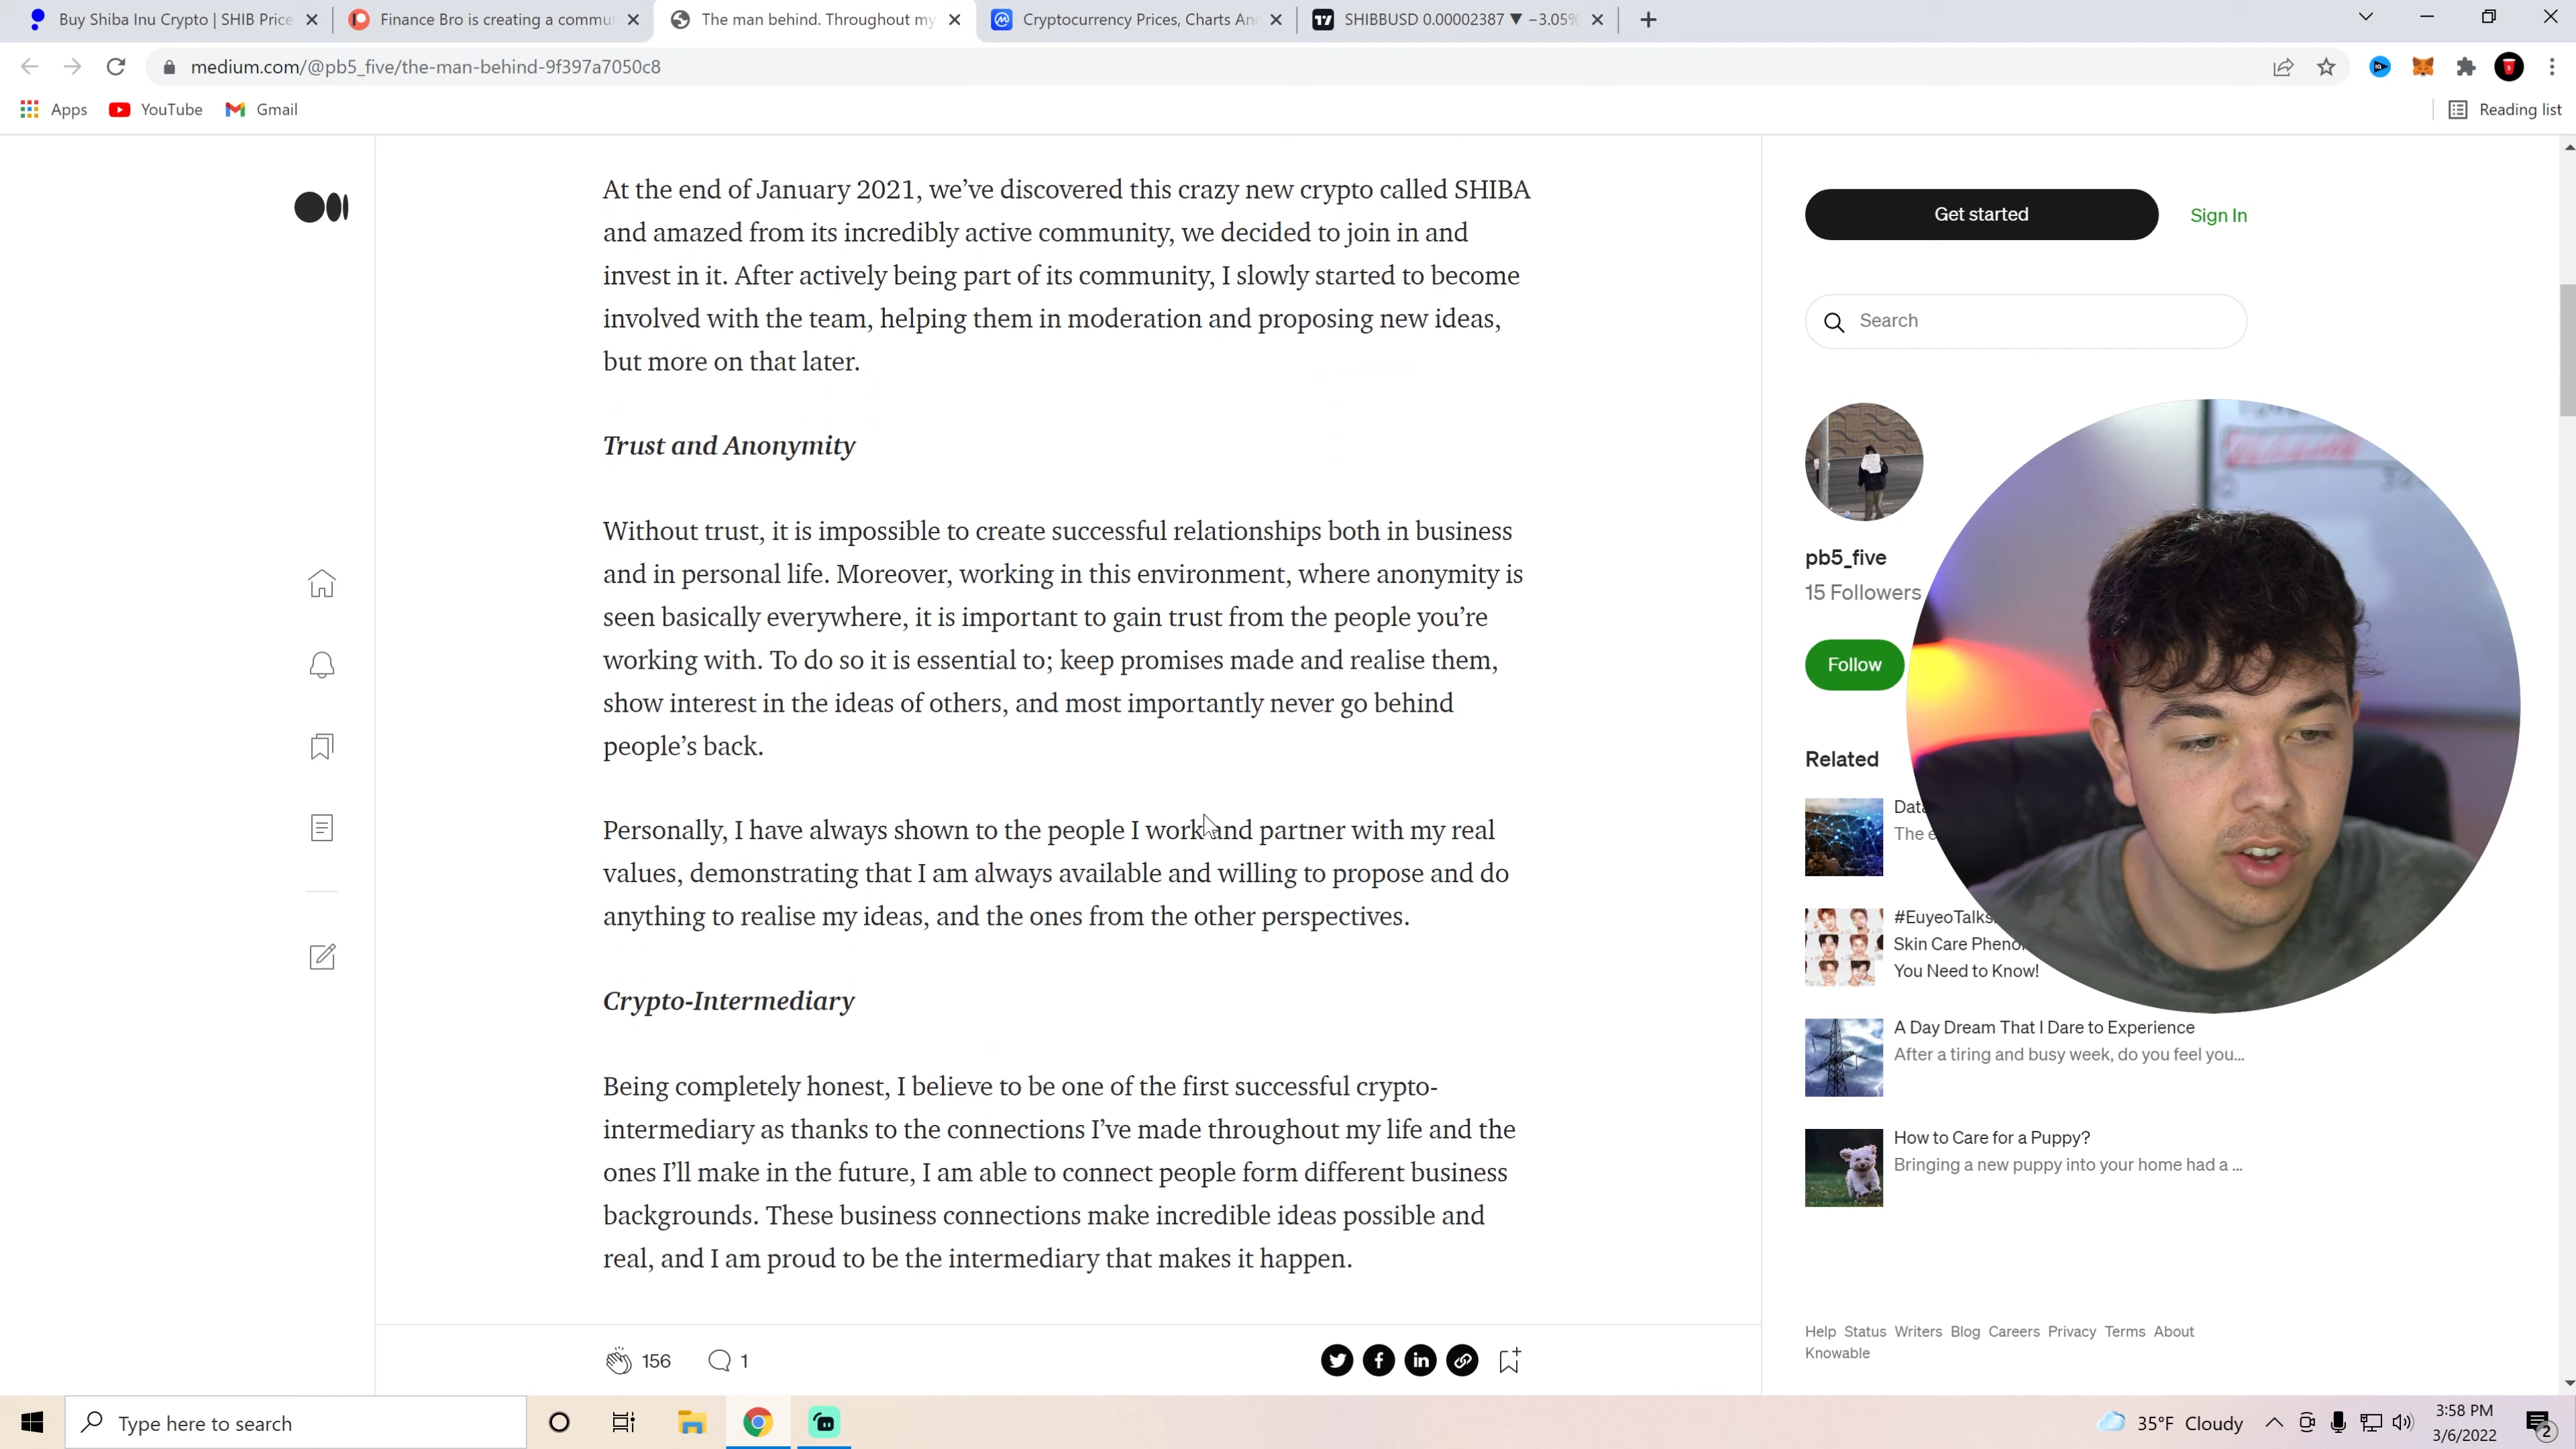 Buy Shiba Inu Crypto | SHIB Price
Finance Bro is creating a commu
The man behind. Throughout my
Cryptocurrency Prices, Charts An
SHIBBUSD 0.00002387 ▼ −3.05%
medium.com/@pb5_five/the-man-behind-9f397a7050c8
Apps
YouTube
Gmail
Reading list
At the end of January 2021, we’ve discovered this crazy new crypto called SHIBA
and amazed from its incredibly active community, we decided to join in and
invest in it. After actively being part of its community, I slowly started to become
involved with the team, helping them in moderation and proposing new ideas,
but more on that later.
Trust and Anonymity
Without trust, it is impossible to create successful relationships both in business
and in personal life. Moreover, working in this environment, where anonymity is
seen basically everywhere, it is important to gain trust from the people you’re
working with. To do so it is essential to; keep promises made and realise them,
show interest in the ideas of others, and most importantly never go behind
people’s back.
Personally, I have always shown to the people I work and partner with my real
values, demonstrating that I am always available and willing to propose and do
anything to realise my ideas, and the ones from the other perspectives.
Crypto-Intermediary
Being completely honest, I believe to be one of the first successful crypto-
intermediary as thanks to the connections I’ve made throughout my life and the
ones I’ll make in the future, I am able to connect people form different business
backgrounds. These business connections make incredible ideas possible and
real, and I am proud to be the intermediary that makes it happen.
156
1
Get started
Sign In
Search
pb5_five
15 Followers
Follow
Related
Data
The
#EuyeoTalks
Skin Care
You Need to Know!
A Day Dream That I Dare to Experience
After a tiring and busy week, do you feel you...
How to Care for a Puppy?
Bringing a new puppy into your home had a ...
Help Status Writers Blog Careers Privacy Terms About
Knowable
Type here to search
35°F Cloudy
3:58 PM
3/6/2022
2